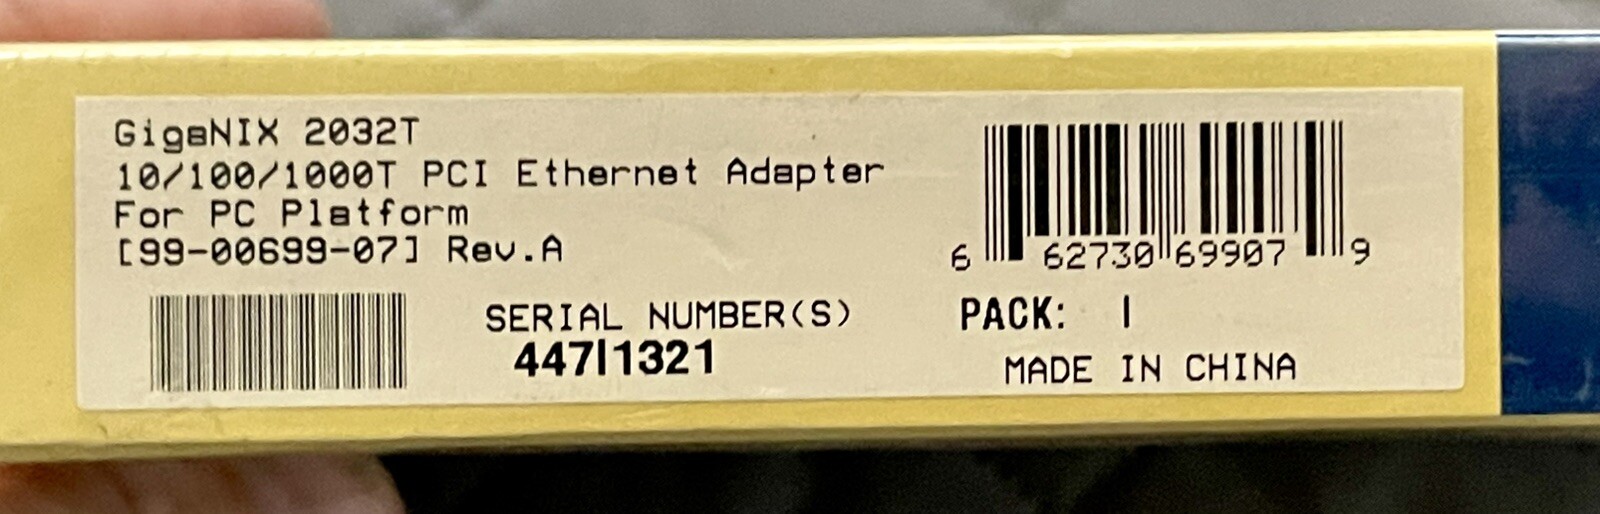 GigaNIX 2032T
10/100/1000T PCI Ethernet Adapter
For PC Platform
[99-00699-07] Rev.A
6 62730 69907 9
SERIAL NUMBER(S)
447I1321
PACK: 1
MADE IN CHINA